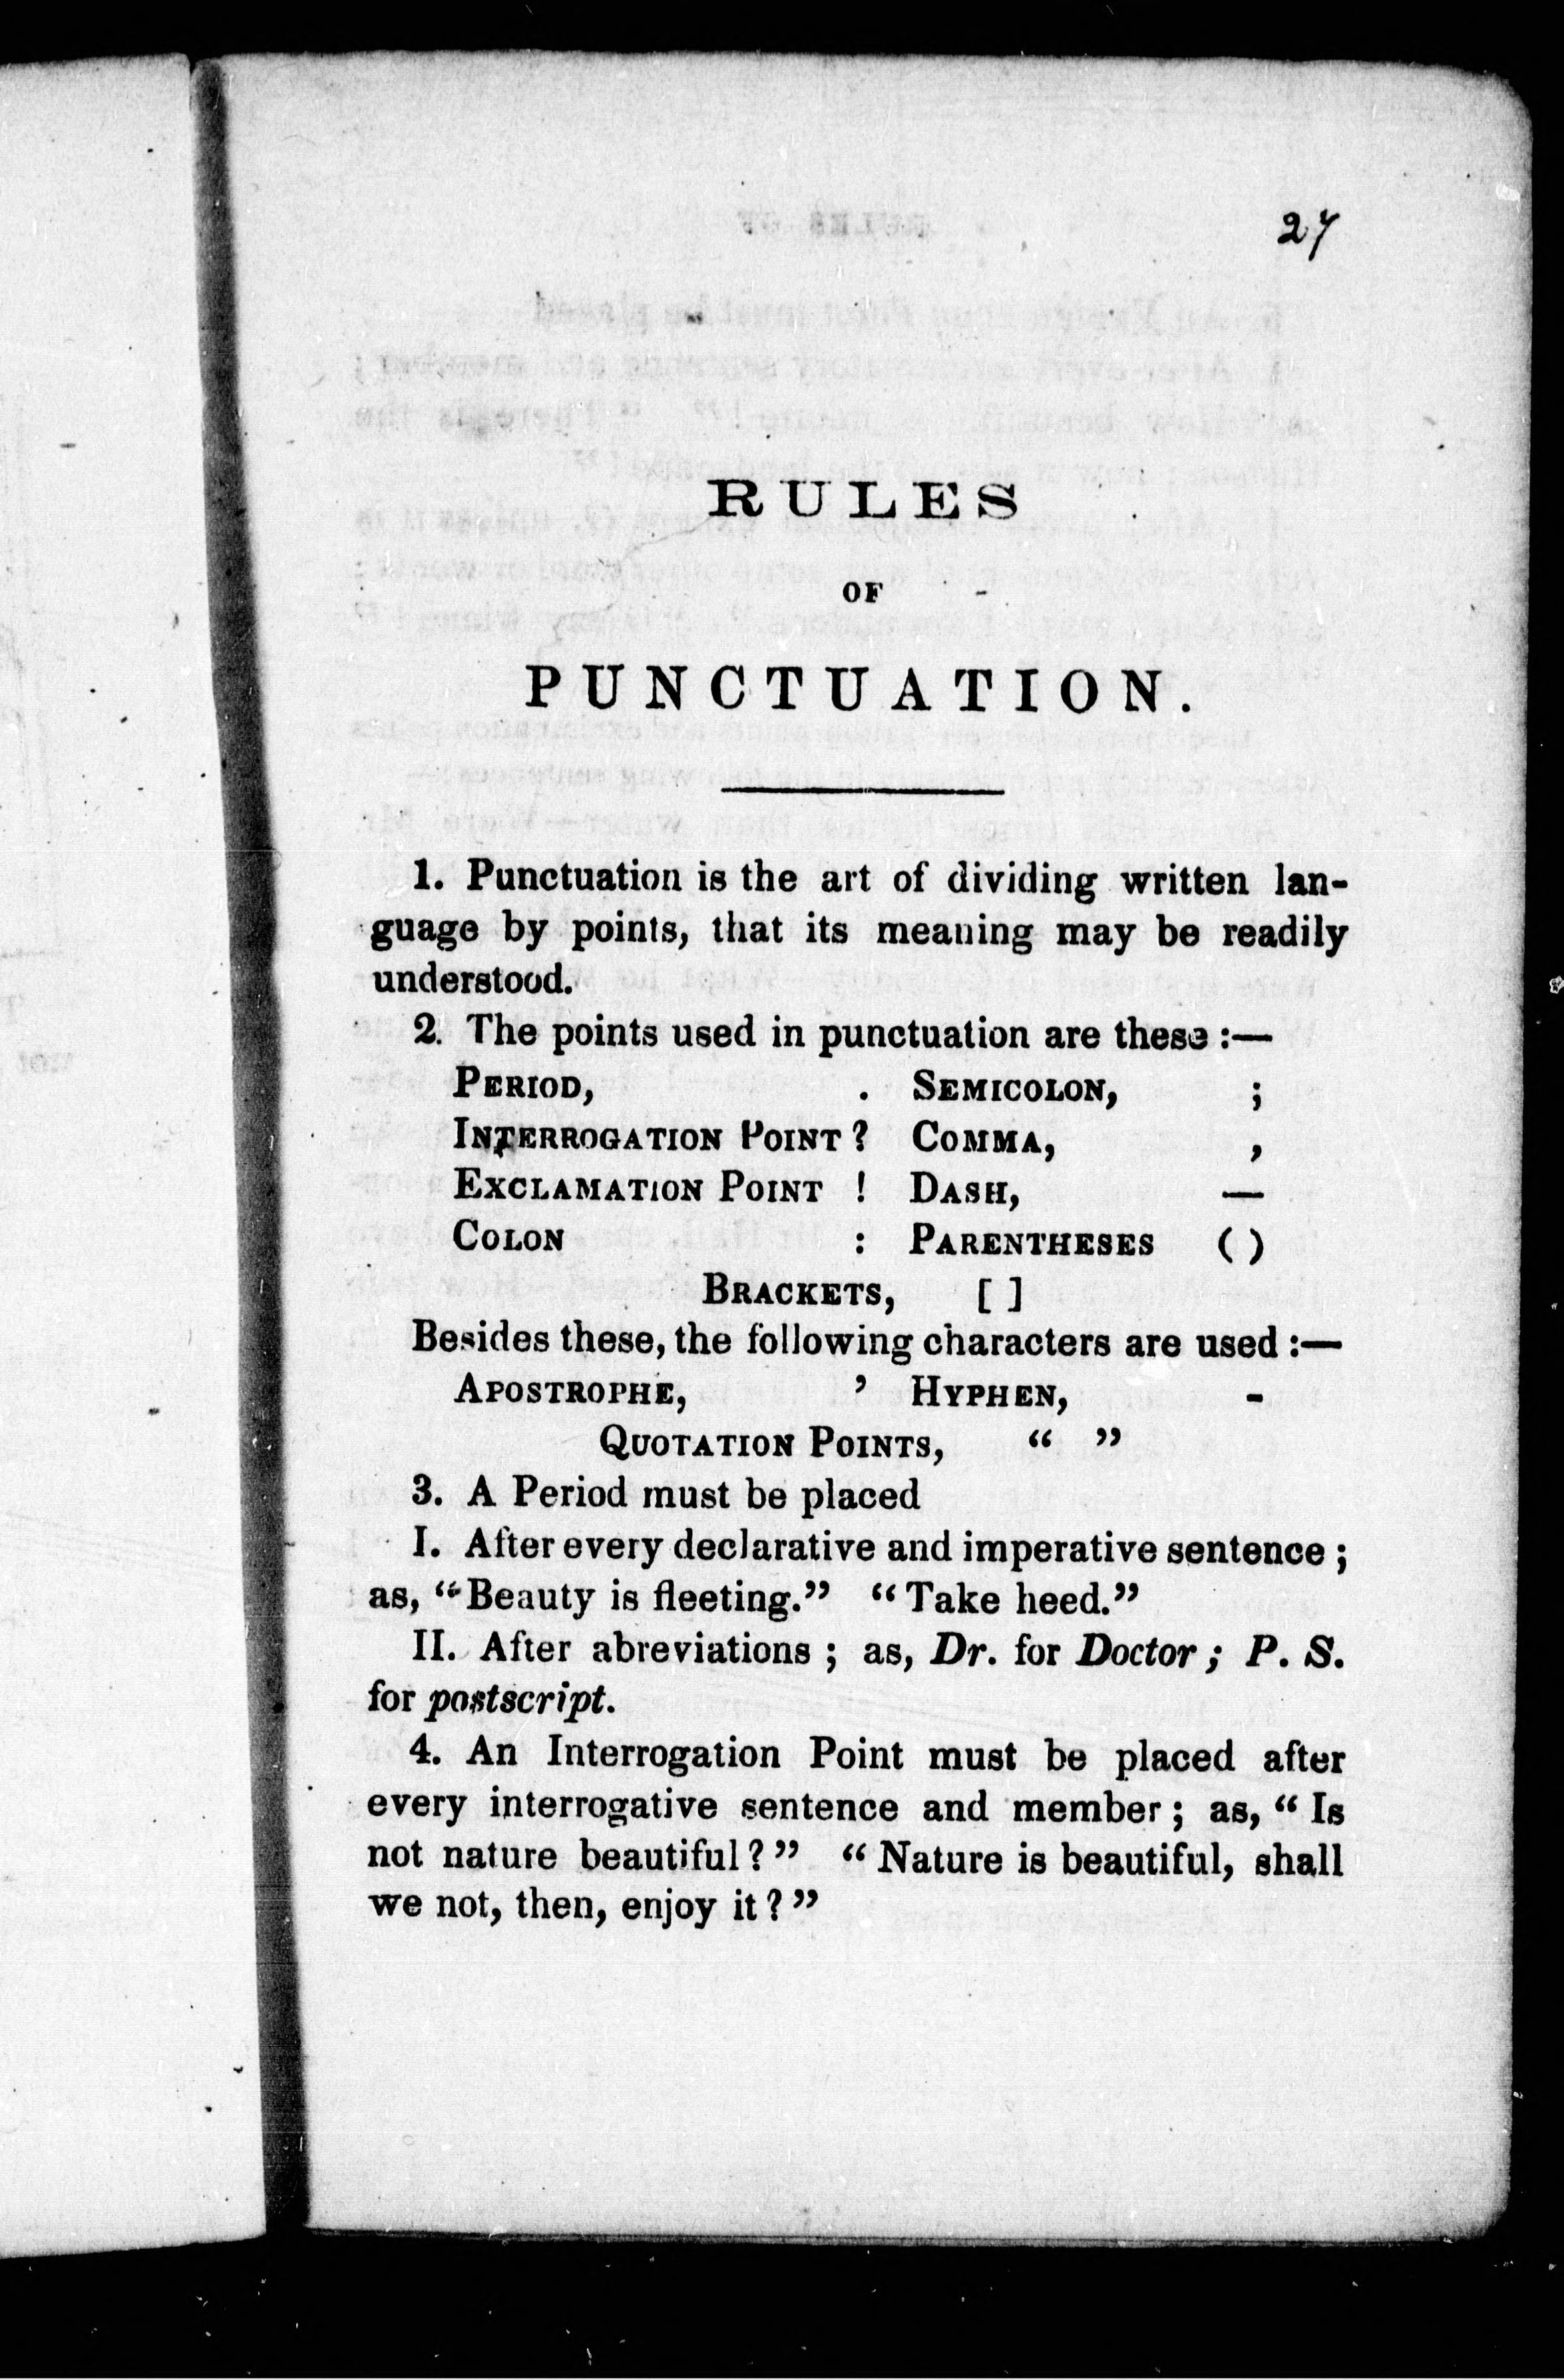 27
RULES
OF
PUNCTUATION.
1. Punctuation is the art of dividing written lan-
guage by points, that its meaning may be readily
understood.
2. The points used in punctuation are these :—
PERIOD, . SEMICOLON, ;
INTERROGATION POINT ? COMMA, ,
EXCLAMATION POINT ! DASH, —
COLON : PARENTHESES ( )
BRACKETS, [ ]
Besides these, the following characters are used :—
APOSTROPHE, ’ HYPHEN, -
QUOTATION POINTS, “ ”
3. A Period must be placed
I. After every declarative and imperative sentence ;
as, “Beauty is fleeting.” “Take heed.”
II. After abreviations ; as, Dr. for Doctor ; P. S.
for postscript.
4. An Interrogation Point must be placed after
every interrogative sentence and member ; as, “ Is
not nature beautiful ? ” “ Nature is beautiful, shall
we not, then, enjoy it ? ”